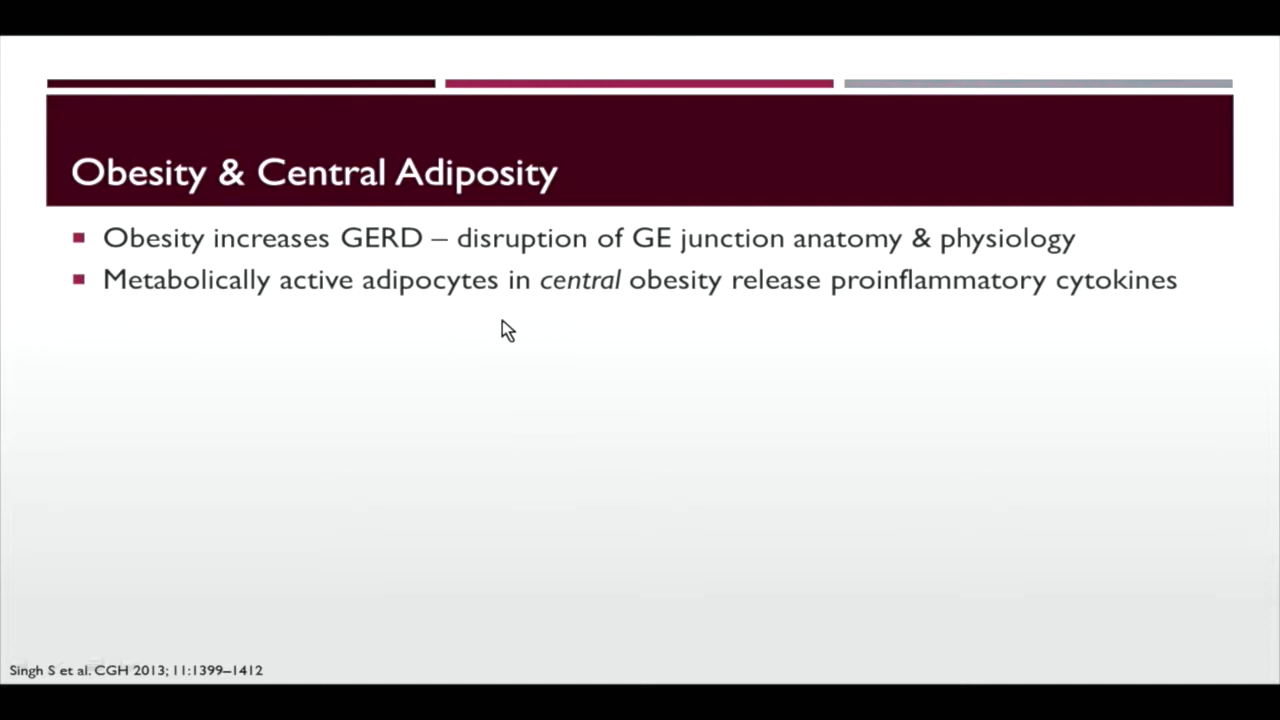 Obesity & Central Adiposity
Obesity increases GERD – disruption of GE junction anatomy & physiology
Metabolically active adipocytes in central obesity release proinflammatory cytokines
Singh S et al. CGH 2013; 11:1399–1412